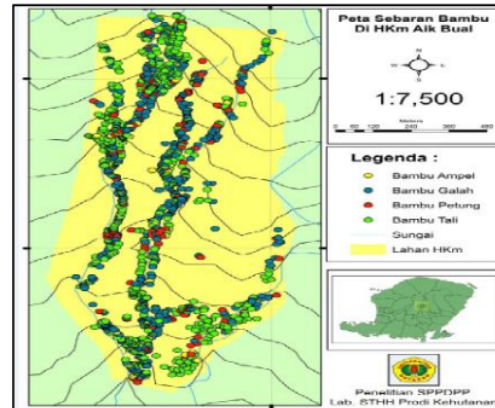 Peta Sebaran Bambu
Di HKm Aik Bual
N
W
S
1:7,500
Meters
Legenda :
Bambu Ampel
Bambu Galah
Bambu Petung
Bambu Tali
Sungai
Lahan HKm
Penelitian SPPDPP
Lab. STHH Prodi Kehutanan